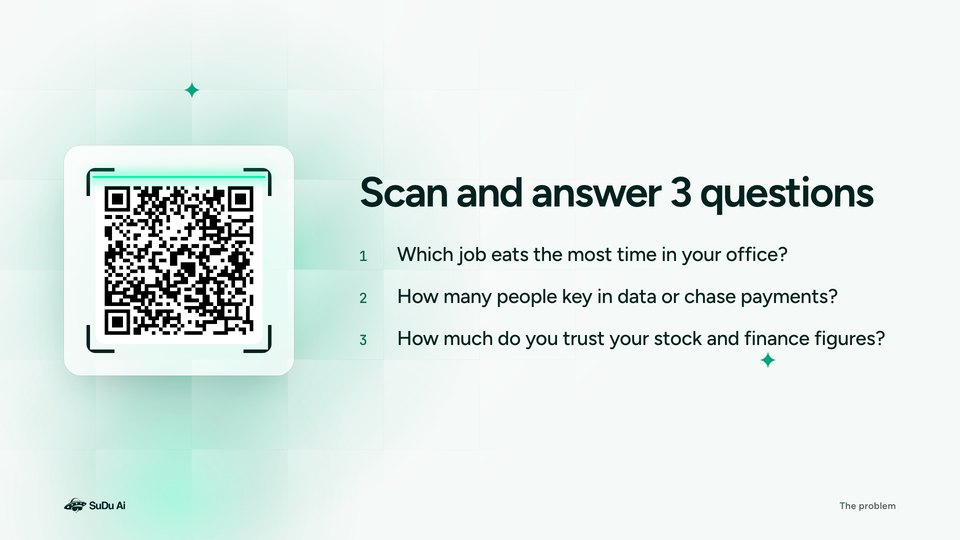 Scan and answer 3 questions
1 Which job eats the most time in your office?
2 How many people key in data or chase payments?
3 How much do you trust your stock and finance figures?
SuDu Ai
The problem